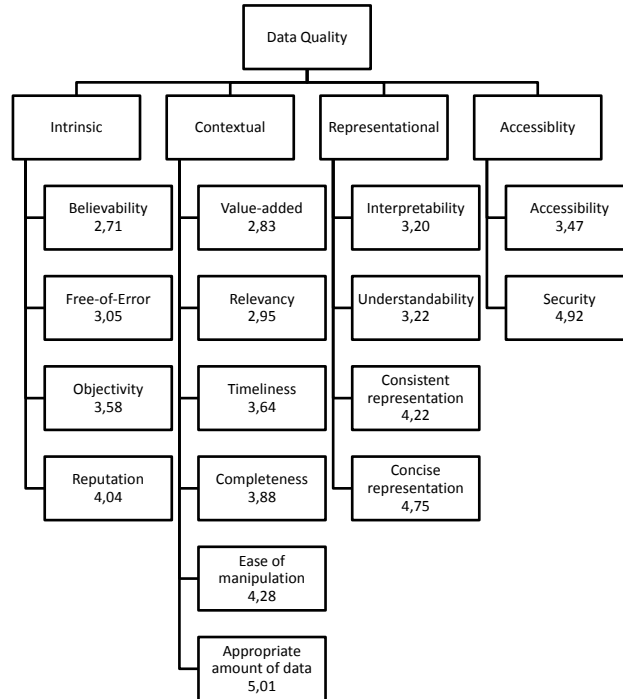 Data Quality
Intrinsic
Contextual
Representational
Accessiblity
Believability
2,71
Value-added
2,83
Interpretability
3,20
Accessibility
3,47
Free-of-Error
3,05
Relevancy
2,95
Understandability
3,22
Security
4,92
Objectivity
3,58
Timeliness
3,64
Consistent
representation
4,22
Reputation
4,04
Completeness
3,88
Concise
representation
4,75
Ease of
manipulation
4,28
Appropriate
amount of data
5,01